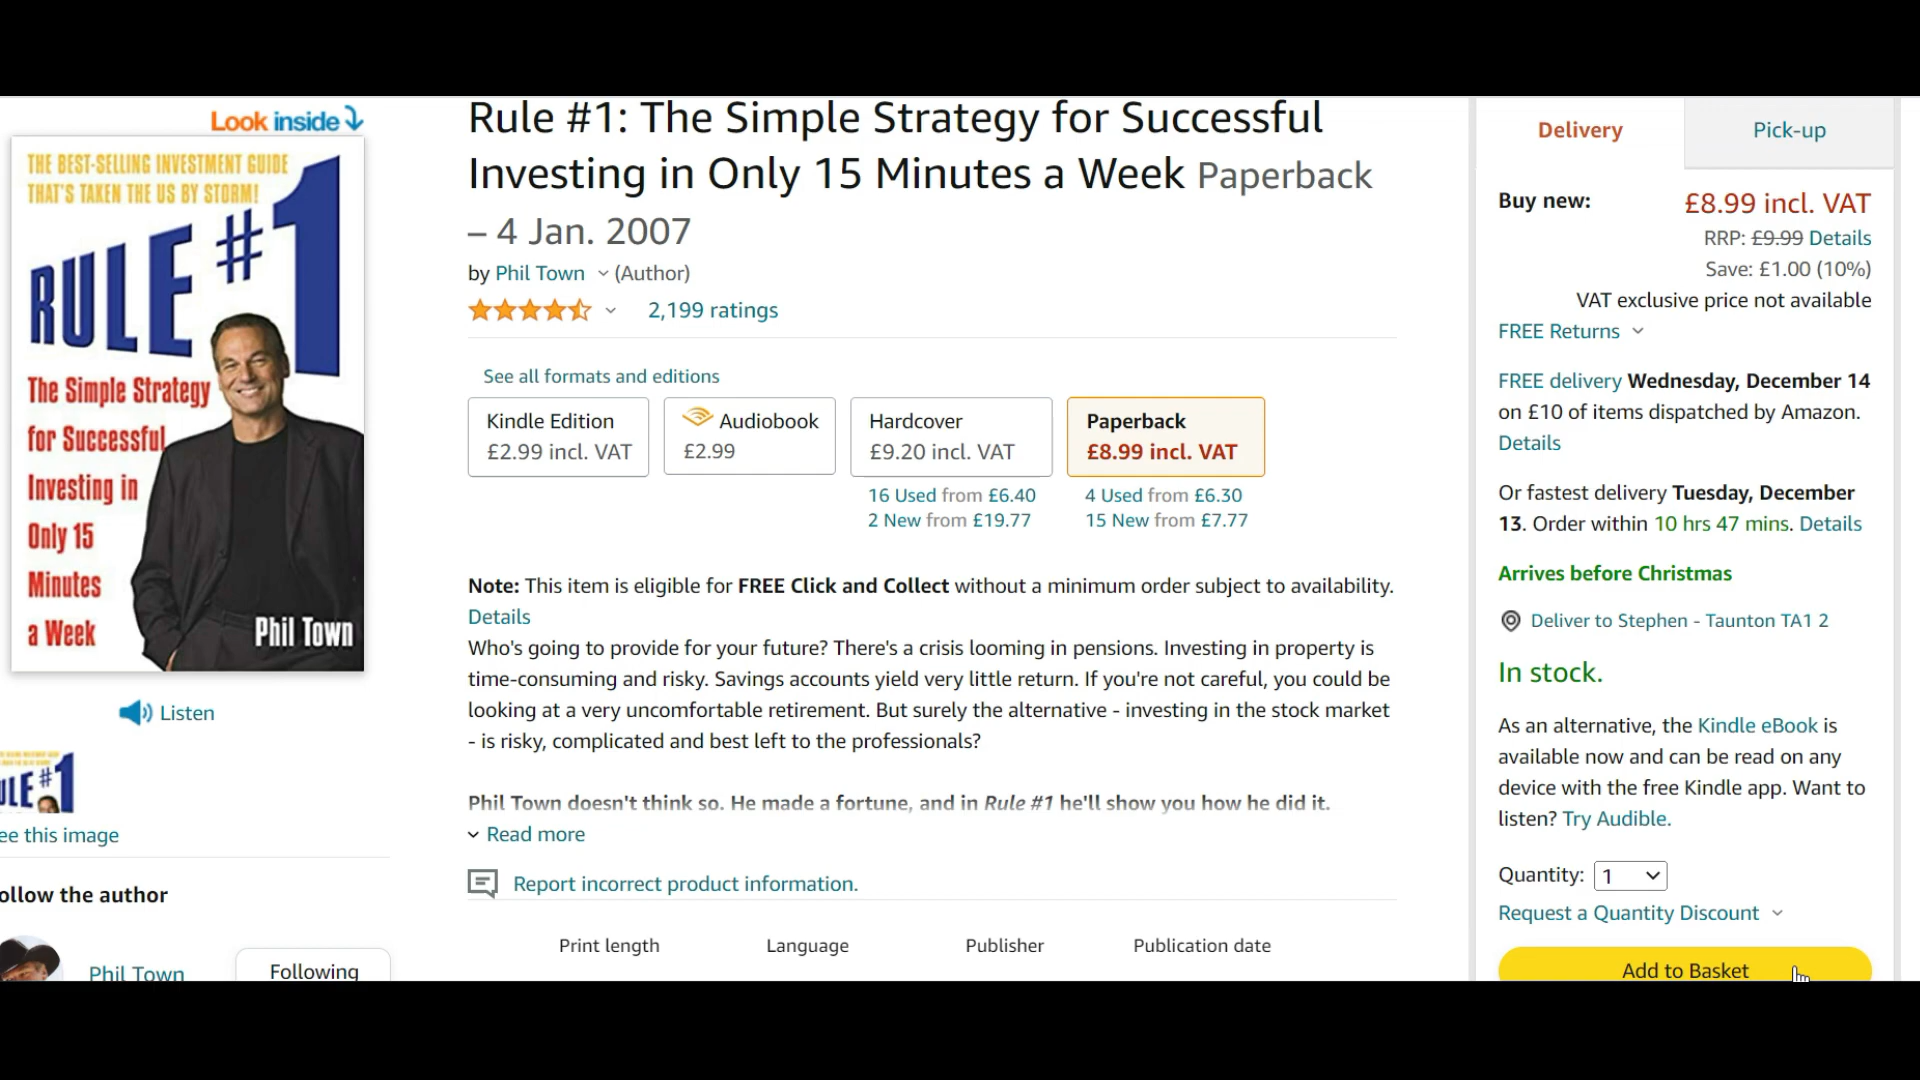 Look inside
THE BEST-SELLING INVESTMENT GUIDE
THAT'S TAKEN THE US BY STORM!
RULE #1
The Simple Strategy
for Successful
Investing in
Only 15
Minutes
a Week
Phil Town
Listen
ULE #1
ee this image
ollow the author
Phil Town
Following
Rule #1: The Simple Strategy for Successful
Investing in Only 15 Minutes a Week Paperback
– 4 Jan. 2007
by Phil Town (Author)
2,199 ratings
See all formats and editions
Kindle Edition
£2.99 incl. VAT
Audiobook
£2.99
Hardcover
£9.20 incl. VAT
16 Used from £6.40
2 New from £19.77
Paperback
£8.99 incl. VAT
4 Used from £6.30
15 New from £7.77
Note: This item is eligible for FREE Click and Collect without a minimum order subject to availability.
Details
Who's going to provide for your future? There's a crisis looming in pensions. Investing in property is
time-consuming and risky. Savings accounts yield very little return. If you're not careful, you could be
looking at a very uncomfortable retirement. But surely the alternative - investing in the stock market
- is risky, complicated and best left to the professionals?
Phil Town doesn't think so. He made a fortune, and in Rule #1 he'll show you how he did it.
Read more
Report incorrect product information.
Print length
Language
Publisher
Publication date
Delivery
Pick-up
Buy new:
£8.99 incl. VAT
RRP: £9.99 Details
Save: £1.00 (10%)
VAT exclusive price not available
FREE Returns
FREE delivery Wednesday, December 14
on £10 of items dispatched by Amazon.
Details
Or fastest delivery Tuesday, December
13. Order within 10 hrs 47 mins. Details
Arrives before Christmas
Deliver to Stephen - Taunton TA1 2
In stock.
As an alternative, the Kindle eBook is
available now and can be read on any
device with the free Kindle app. Want to
listen? Try Audible.
Quantity: 1
Request a Quantity Discount
Add to Basket